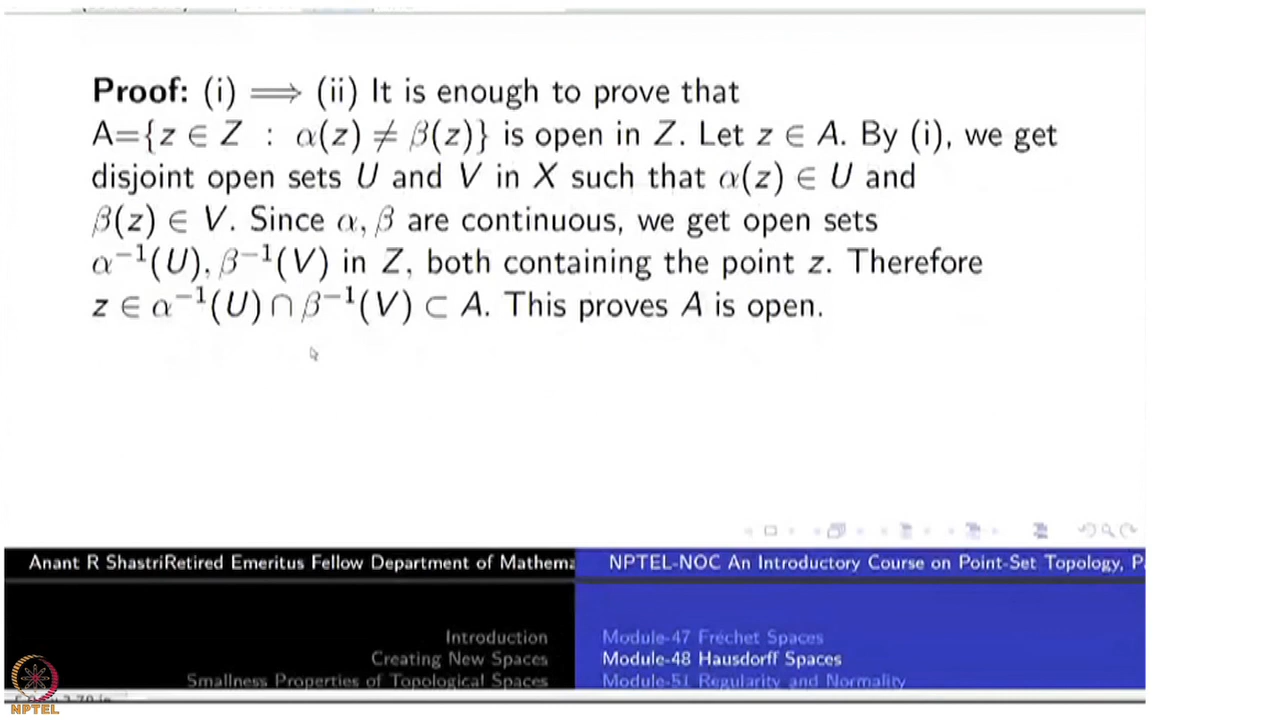 Proof: (i) ⟹ (ii) It is enough to prove that
A={z ∈ Z : α(z) ≠ β(z)} is open in Z. Let z ∈ A. By (i), we get
disjoint open sets U and V in X such that α(z) ∈ U and
β(z) ∈ V. Since α, β are continuous, we get open sets
α⁻¹(U), β⁻¹(V) in Z, both containing the point z. Therefore
z ∈ α⁻¹(U) ∩ β⁻¹(V) ⊂ A. This proves A is open.
Anant R ShastriRetired Emeritus Fellow Department of Mathema
NPTEL-NOC An Introductory Course on Point-Set Topology, P
Introduction
Creating New Spaces
Smallness Properties of Topological Spaces
Module-47 Fréchet Spaces
Module-48 Hausdorff Spaces
Module-51 Regularity and Normality
NPTEL